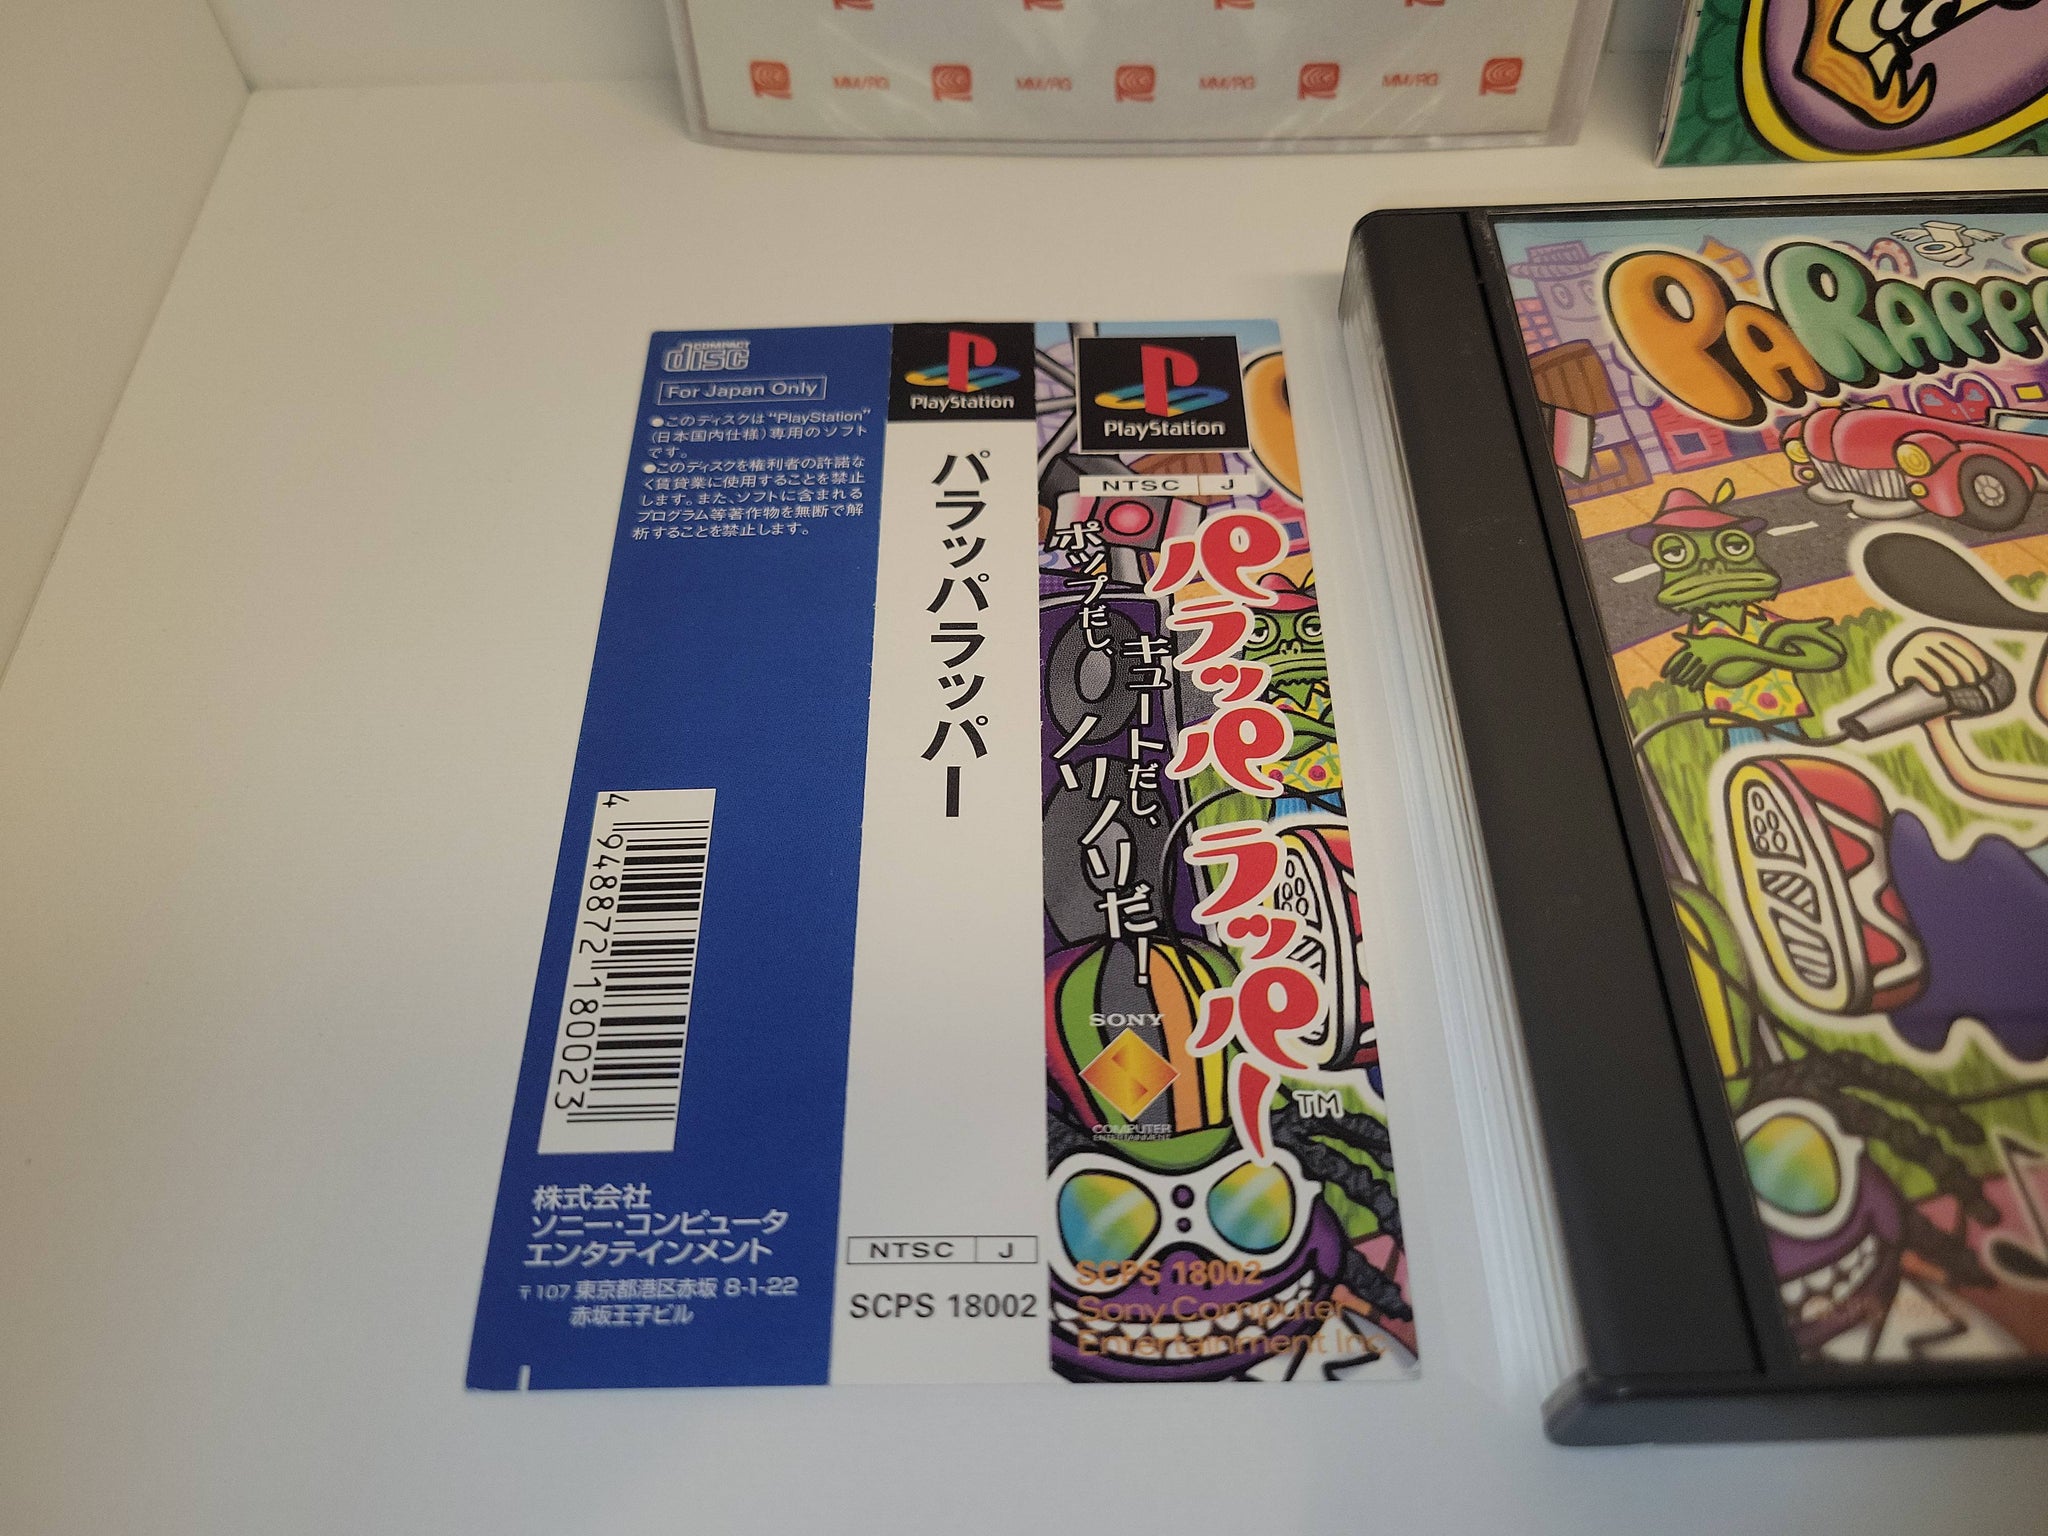 MM/RG
MM/RG
MM/RG
MM/RG
COMPACT
disc
For Japan Only
●このディスクは“PlayStation”
(日本国内仕様)専用のソフト
です。
●このディスクを権利者の許諾な
く賃貸業に使用することを禁止
します。また、ソフトに含まれる
プログラム等著作物を無断で解
析することを禁止します。
4 948872 180023
株式会社
ソニー・コンピュータ
エンタテインメント
〒107 東京都港区赤坂 8-1-22
赤坂王子ビル
PlayStation
パラッパラッパー
NTSC J
SCPS 18002
PlayStation
NTSC J
パラッパラッパー
TM
ポップだし、
キュートだし、
ノリノリだ!
SONY
COMPUTER
ENTERTAINMENT
SCPS 18002
Sony Computer
Entertainment Inc
PARAPP